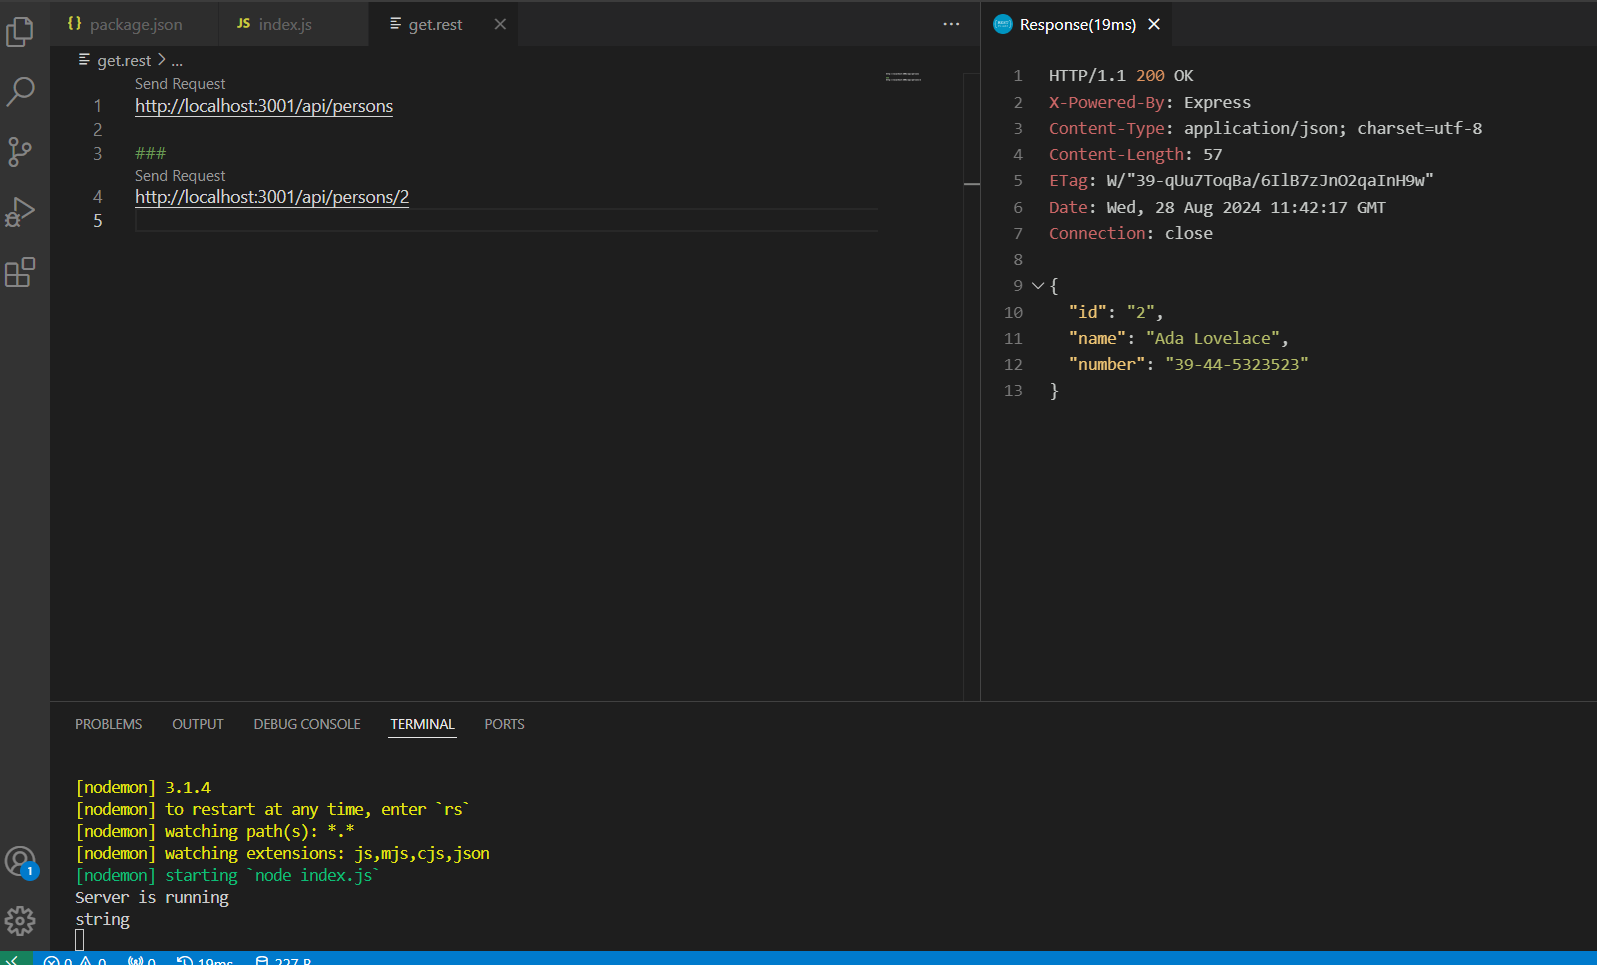 {} package.json
JS index.js
get.rest
...
Response(19ms)
get.rest > ...
Send Request
1 http://localhost:3001/api/persons
2
3 ###
Send Request
4 http://localhost:3001/api/persons/2
5
1 HTTP/1.1 200 OK
2 X-Powered-By: Express
3 Content-Type: application/json; charset=utf-8
4 Content-Length: 57
5 ETag: W/"39-qUu7ToqBa/6IlB7zJnO2qaInH9w"
6 Date: Wed, 28 Aug 2024 11:42:17 GMT
7 Connection: close
8
9 {
10 "id": "2",
11 "name": "Ada Lovelace",
12 "number": "39-44-5323523"
13 }
PROBLEMS OUTPUT DEBUG CONSOLE TERMINAL PORTS
[nodemon] 3.1.4
[nodemon] to restart at any time, enter `rs`
[nodemon] watching path(s): *.*
[nodemon] watching extensions: js,mjs,cjs,json
[nodemon] starting `node index.js`
Server is running
string
1
0 0 0 19ms 227 B